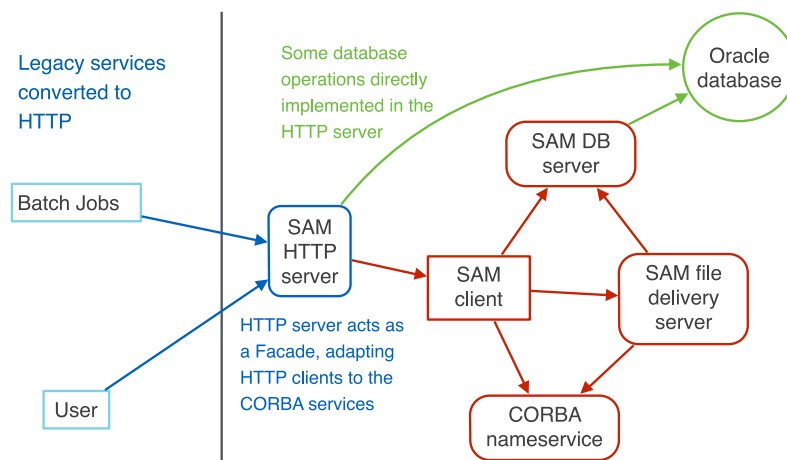 Legacy services
converted to
HTTP
Some database
operations directly
implemented in the
HTTP server
Oracle
database
SAM DB
server
Batch Jobs
SAM
HTTP
server
SAM
client
SAM file
delivery
server
HTTP server acts as
a Facade, adapting
HTTP clients to the
CORBA services
User
CORBA
nameservice